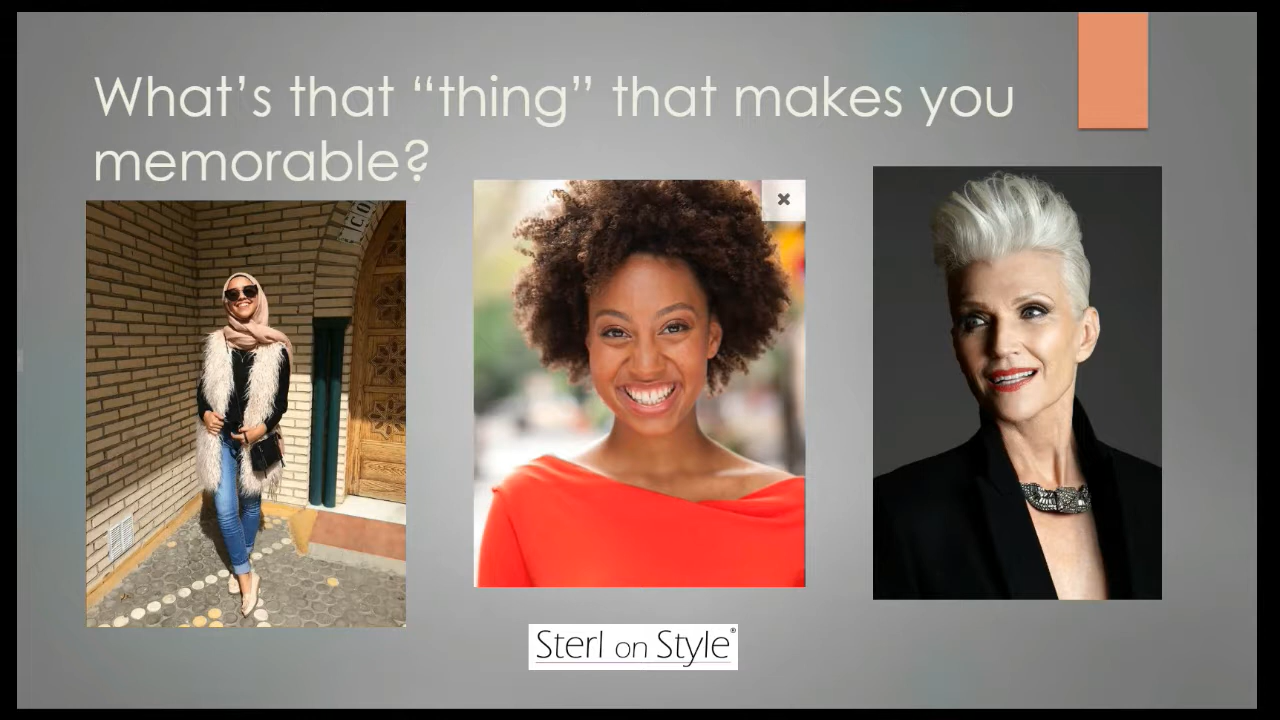 What’s that “thing” that makes you
memorable?
Sterl on Style®